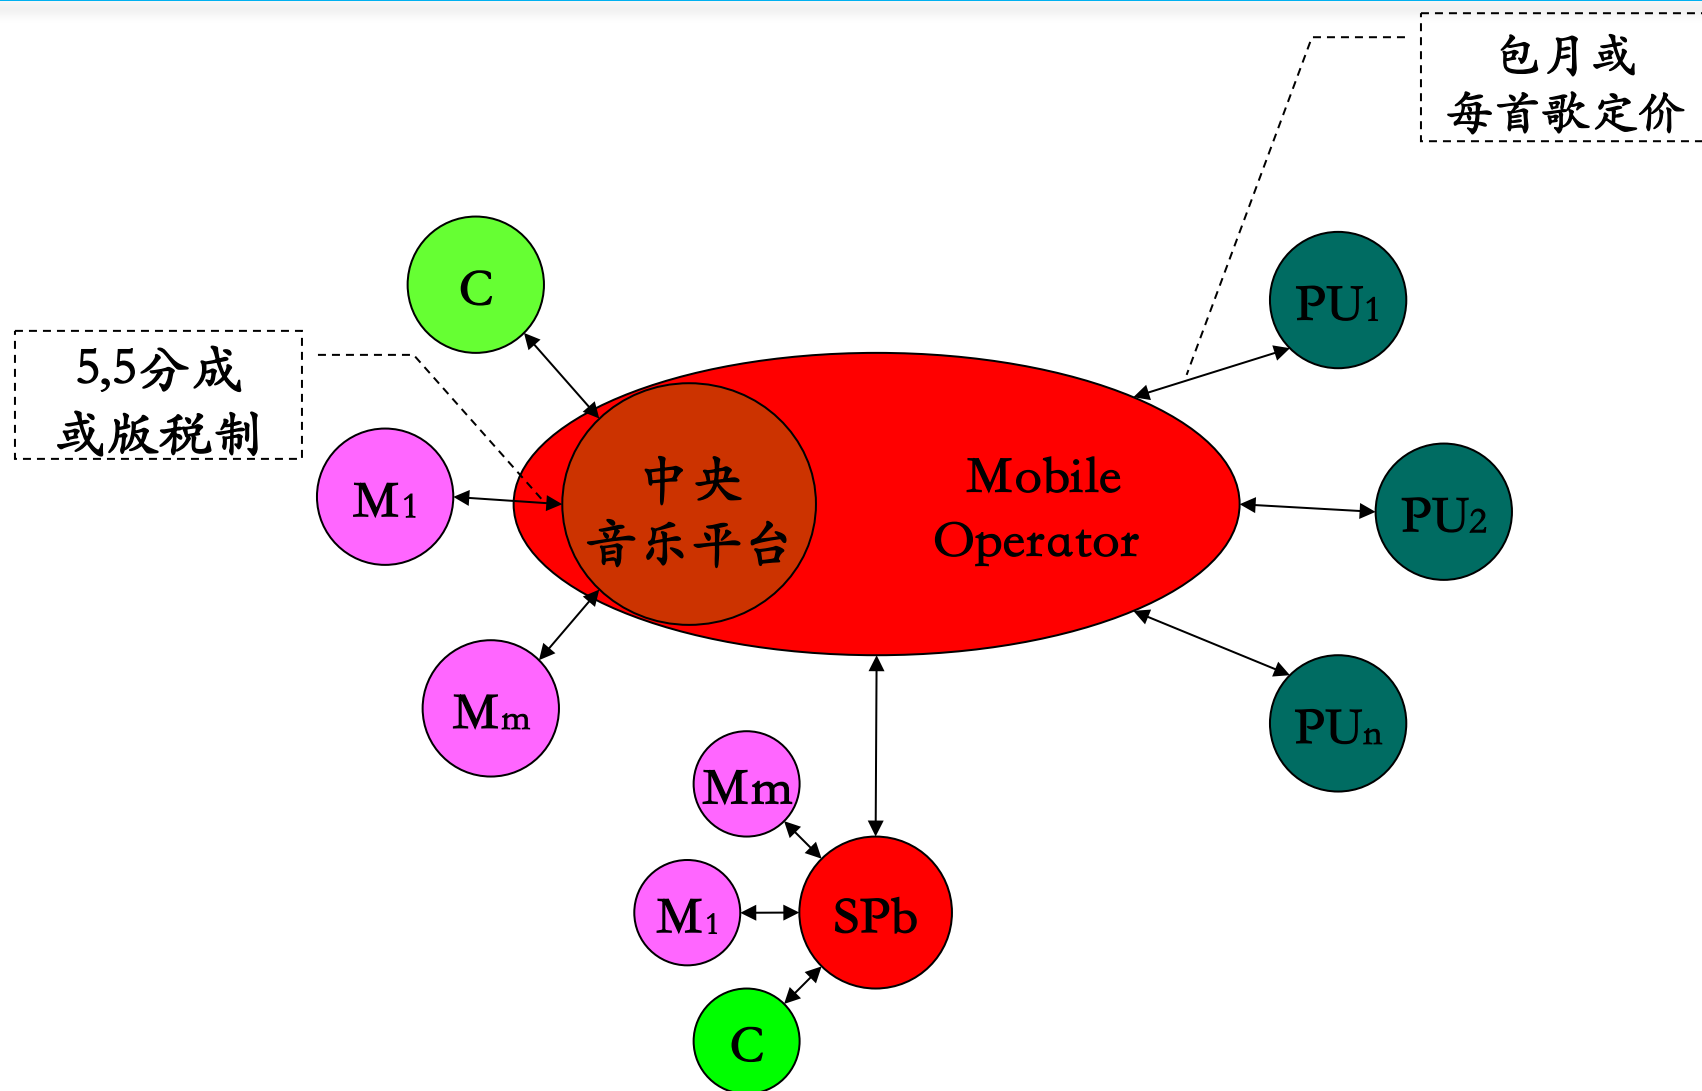 包月或
每首歌定价
C
PU1
5,5分成
或版税制
M1
中央
音乐平台
Mobile
Operator
PU2
Mm
PUn
Mm
M1
SPb
C